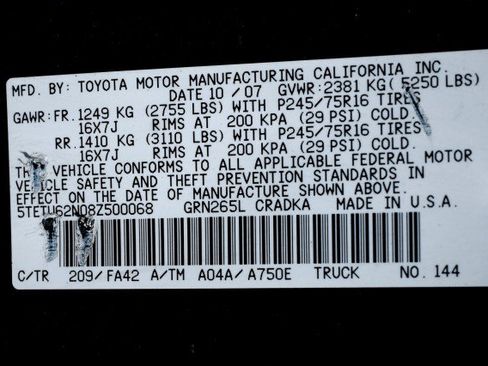 MFD. BY: TOYOTA MOTOR MANUFACTURING CALIFORNIA INC.
DATE 10 /07 GVWR: 2381 KG( 5250 LBS)
GAWR: FR. 1249 KG (2755 LBS) WITH P245/75R16 TIRES
16X7J RIMS AT 200 KPA (29 PSI) COLD.
RR. 1410 KG (3110 LBS) WITH P245/75R16 TIRES
16X7J RIMS AT 200 KPA (29 PSI) COLD.
THIS VEHICLE CONFORMS TO ALL APPLICABLE FEDERAL MOTOR
VEHICLE SAFETY AND THEFT PREVENTION STANDARDS IN
EFFECT ON THE DATE OF MANUFACTURE SHOWN ABOVE.
5TETU62N08Z500068 GRN265L CRADKA MADE IN U.S.A.
C/TR 209/FA42 A/TM A04A/A750E TRUCK NO. 144